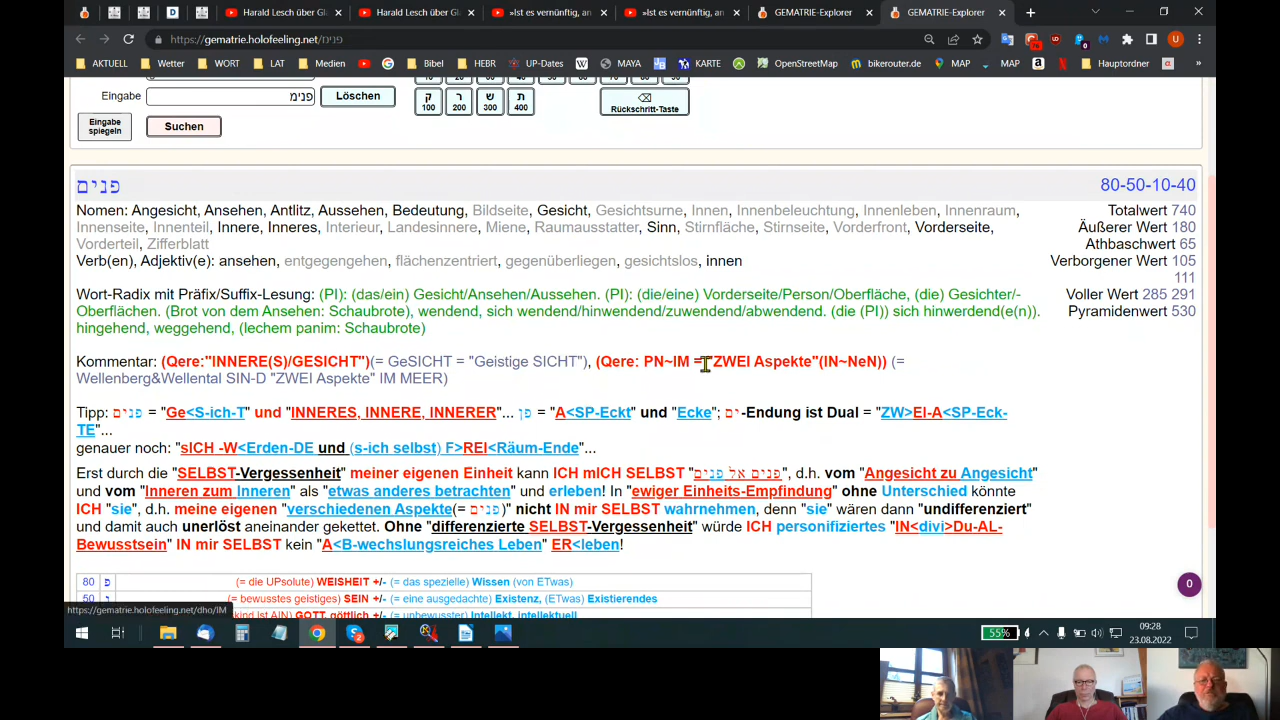 Harald Lesch über Gl
Harald Lesch über Gl
»Ist es vernünftig, an
»Ist es vernünftig, an
GEMATRIE-Explorer
GEMATRIE-Explorer
https://gematrie.holofeeling.net/פנימ
AKTUELL Wetter WORT LAT Medien Bibel HEBR UP-Dates MAYA KARTE OpenStreetMap bikerouter.de MAP MAP Hauptordner
Eingabe פנימ Löschen
ק 100 ר 200 ש 300 ת 400 Rückschritt-Taste
Eingabe spiegeln Suchen
פנים 80-50-10-40
Nomen: Angesicht, Ansehen, Antlitz, Aussehen, Bedeutung, Bildseite, Gesicht, Gesichtsurne, Innen, Innenbeleuchtung, Innenleben, Innenraum, Totalwert 740
Innenseite, Innenteil, Innere, Inneres, Interieur, Landesinnere, Miene, Raumausstatter, Sinn, Stirnfläche, Stirnseite, Vorderfront, Vorderseite, Äußerer Wert 180
Vorderteil, Zifferblatt Athbaschwert 65
Verb(en), Adjektiv(e): ansehen, entgegengehen, flächenzentriert, gegenüberliegen, gesichtslos, innen Verborgener Wert 105
111
Wort-Radix mit Präfix/Suffix-Lesung: (PI): (das/ein) Gesicht/Ansehen/Aussehen. (PI): (die/eine) Vorderseite/Person/Oberfläche, (die) Gesichter/- Voller Wert 285 291
Oberflächen. (Brot von dem Ansehen: Schaubrote), wendend, sich wendend/hinwendend/zuwendend/abwendend. (die (PI)) sich hinwerdend(e(n)). Pyramidenwert 530
hingehend, weggehend, (lechem panim: Schaubrote)
Kommentar: (Qere:"INNERE(S)/GESICHT")(= GeSICHT = "Geistige SICHT"), (Qere: PN~IM = "ZWEI Aspekte"(IN~NeN)) (=
Wellenberg&Wellental SIN-D "ZWEI Aspekte" IM MEER)
Tipp: פנים = "Ge<S-ich-T" und "INNERES, INNERE, INNERER"... פן = "A<SP-Eckt" und "Ecke"; ים-Endung ist Dual = "ZW>EI-A<SP-Eck-
TE"...
genauer noch: "sICH -W<Erden-DE und (s-ich selbst) F>REI<Räum-Ende"...
Erst durch die "SELBST-Vergessenheit" meiner eigenen Einheit kann ICH mICH SELBST "פנים אל פנים", d.h. vom "Angesicht zu Angesicht
und vom "Inneren zum Inneren" als "etwas anderes betrachten" und erleben! In "ewiger Einheits-Empfindung" ohne Unterschied könnte
ICH "sie", d.h. meine eigenen "verschiedenen Aspekte(= פנים)" nicht IN MIR SELBST wahrnehmen, denn "sie" wären dann "undifferenziert"
und damit auch unerlöst aneinander gekettet. Ohne "differenzierte SELBST-Vergessenheit" würde ICH personifiziertes "IN<divi>Du-AL-
Bewusstsein" IN mir SELBST kein "A<B-wechslungsreiches Leben" ER<leben!
80 פ (= die UPsolute) WEISHEIT +/- (= das spezielle) Wissen (von ETwas)
50 נ (= bewusstes geistiges) SEIN +/- (= eine ausgedachte) Existenz, (ETwas) Existierendes
kind ist AIN) GOTT, göttlich +/- (= unbewusster) Intellekt, intellektuell
https://gematrie.holofeeling.net/dho/IM
0
55% 09:28
23.08.2022